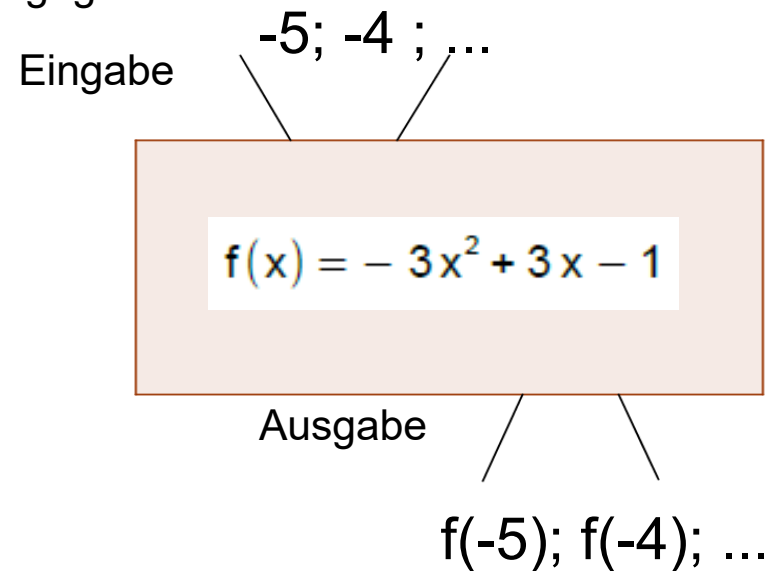 -5; -4 ; ...
Eingabe
f(x) = − 3x² + 3x − 1
Ausgabe
f(-5); f(-4); ...